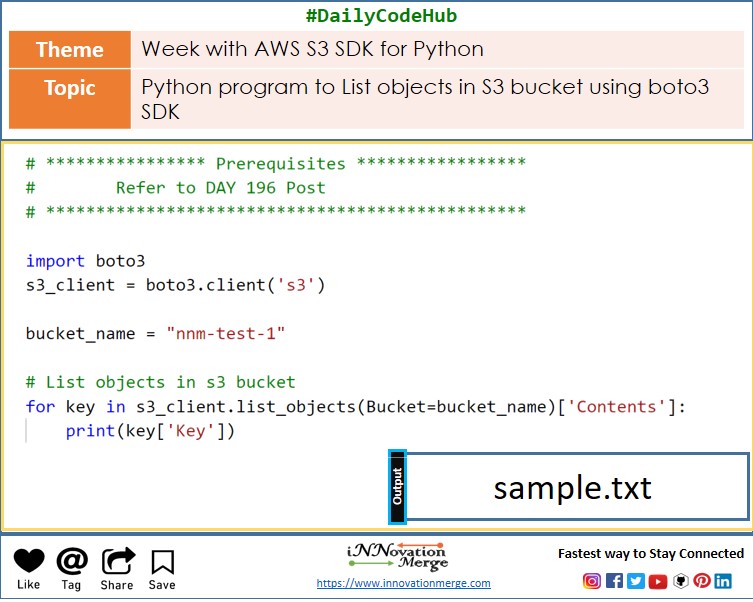 #DailyCodeHub
Theme
Week with AWS S3 SDK for Python
Topic
Python program to List objects in S3 bucket using boto3
SDK
# **************** Prerequisites *****************
#        Refer to DAY 196 Post
# ************************************************
import boto3
s3_client = boto3.client('s3')
bucket_name = "nnm-test-1"
# List objects in s3 bucket
for key in s3_client.list_objects(Bucket=bucket_name)['Contents']:
    print(key['Key'])
Output
sample.txt
Like
Tag
Share
Save
iNNovation
Merge
https://www.innovationmerge.com
Fastest way to Stay Connected